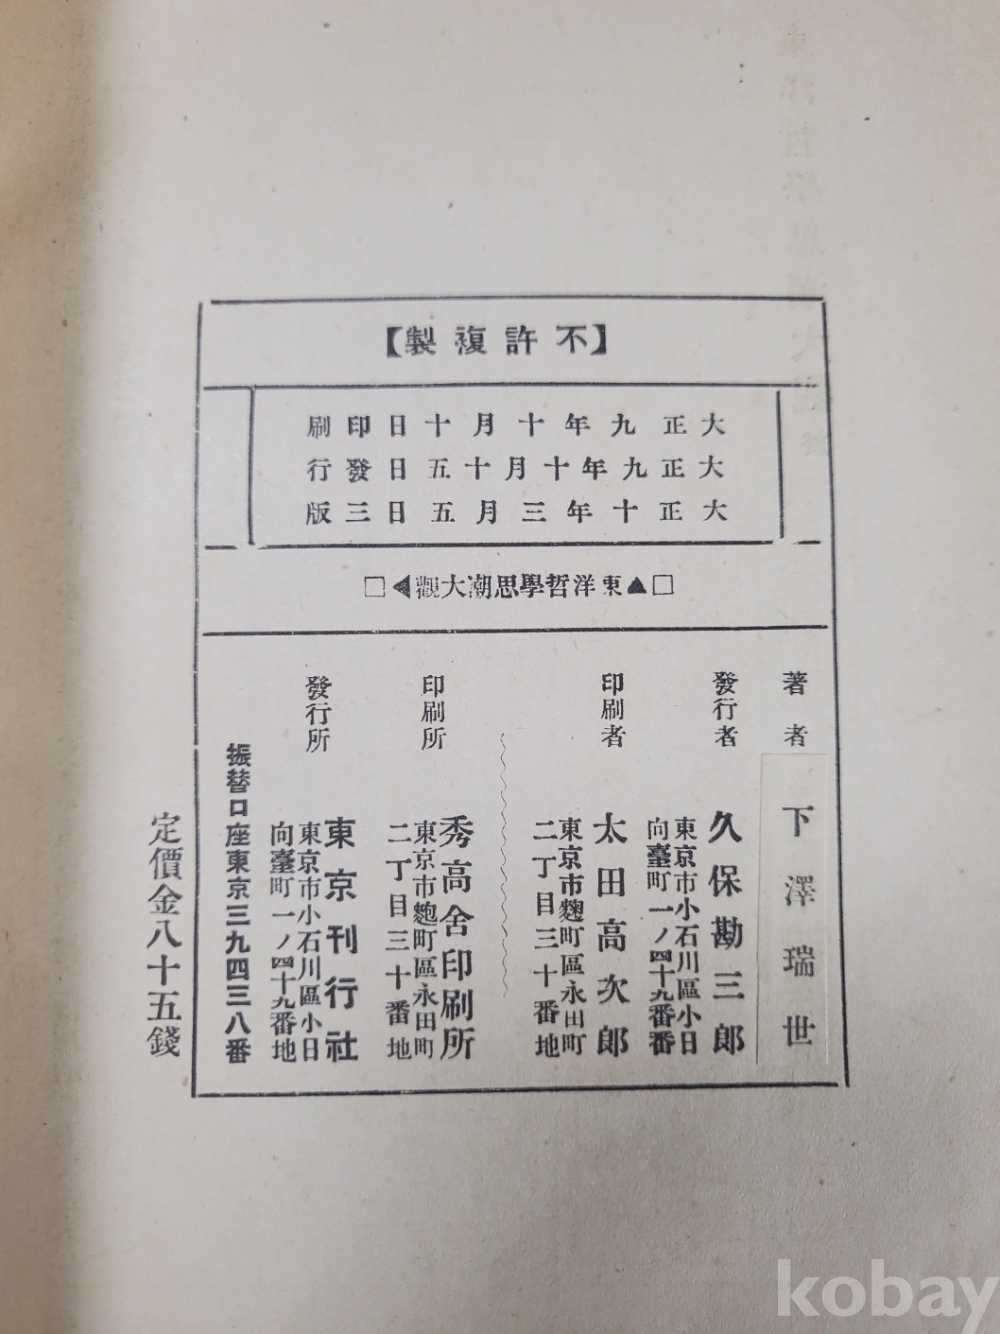 【不許複製】
大正九年十月十日印刷
大正九年十月十五日發行
大正十年三月五日三版
□▲東洋哲學思潮大觀▲□
著者
下澤瑞世
發行者
久保勘三郎
東京市小石川區小日
向臺町一ノ四十九番番
印刷者
太田高次郎
東京市麴町區永田町
二丁目三十番地
印刷所
秀高舍印刷所
東京市麴町區永田町
二丁目三十番地
發行所
東京刊行社
東京市小石川區小日
向臺町一ノ四十九番地
振替口座東京三九四三八番
定價金八十五錢
kobay